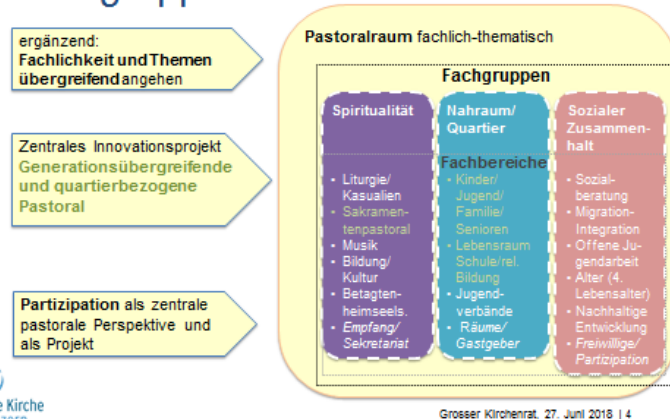 ergänzend:
Fachlichkeit und Themen
übergreifend angehen
Zentrales Innovationsprojekt
Generationsübergreifende
und quartierbezogene
Pastoral
Partizipation als zentrale
pastorale Perspektive und
als Projekt
Pastoralraum fachlich-thematisch
Fachgruppen
Spiritualität
Nahraum/
Quartier
Sozialer
Zusammen-
halt
Fachbereiche
• Liturgie/
Kasualien
• Sakramen-
tenpastoral
• Musik
• Bildung/
Kultur
• Betagten-
heimseels.
• Empfang/
Sekretariat
• Kinder/
Jugend/
Familie/
Senioren
• Lebensraum
Schule/rel.
Bildung
• Jugend-
verbände
• Räume/
Gastgeber
• Sozial-
beratung
• Migration-
Integration
• Offene Ju-
gendarbeit
• Alter (4.
Lebensalter)
• Nachhaltige
Entwicklung
• Freiwillige/
Partizipation
Kirche
Grosser Kirchenrat, 27. Juni 2018 | 4